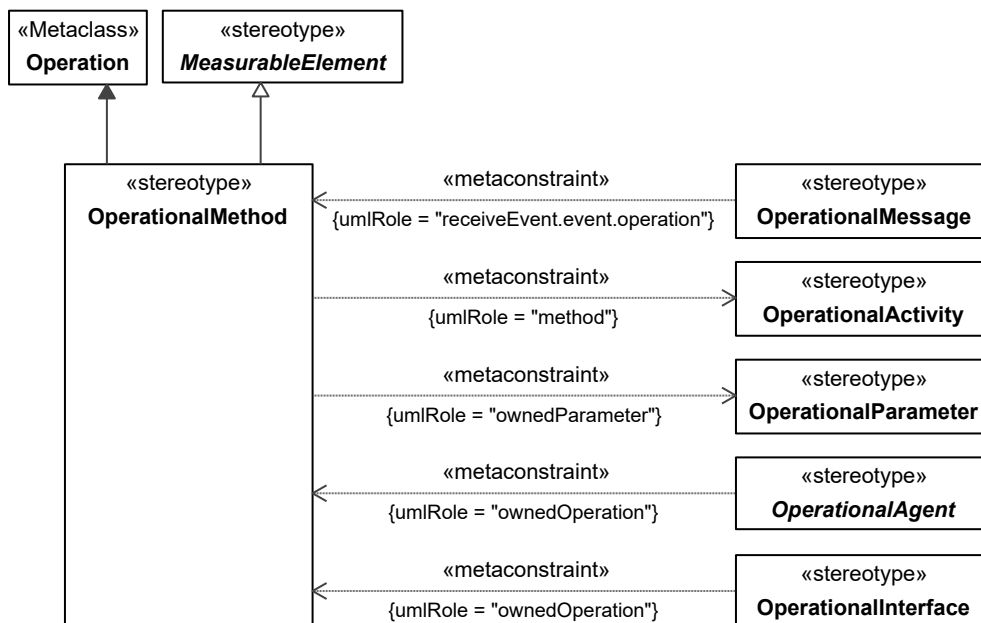 «Metaclass»
Operation
«stereotype»
MeasurableElement
«stereotype»
OperationalMethod
«metaconstraint»
{umlRole = "receiveEvent.event.operation"}
«stereotype»
OperationalMessage
«metaconstraint»
{umlRole = "method"}
«stereotype»
OperationalActivity
«metaconstraint»
{umlRole = "ownedParameter"}
«stereotype»
OperationalParameter
«metaconstraint»
{umlRole = "ownedOperation"}
«stereotype»
OperationalAgent
«metaconstraint»
{umlRole = "ownedOperation"}
«stereotype»
OperationalInterface